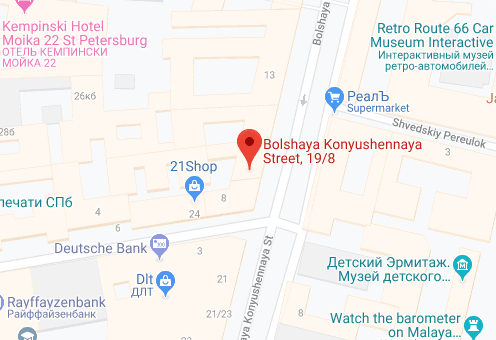 Kempinski Hotel
Moika 22 St Petersburg
ОТЕЛЬ КЕМПИНСКИ
МОЙКА 22
Bolshaya
Retro Route 66 Car
Museum Interactive
Интерактивный музей
ретро-автомобилей...
13
26кб
РеалЪ
Supermarket
Ja
28б
Shvedskiy Pereulok
Bolshaya Konyushennaya
Street, 19/8
21Shop
печати СПб
8
24
4
6
Deutsche Bank
3
Dlt
ДЛТ
aya Konyushennaya St
Детский Эрмитаж.
Музей детского...
Rayffayzenbank
Райффайзенбанк
21/23
Watch the barometer
on Malaya...